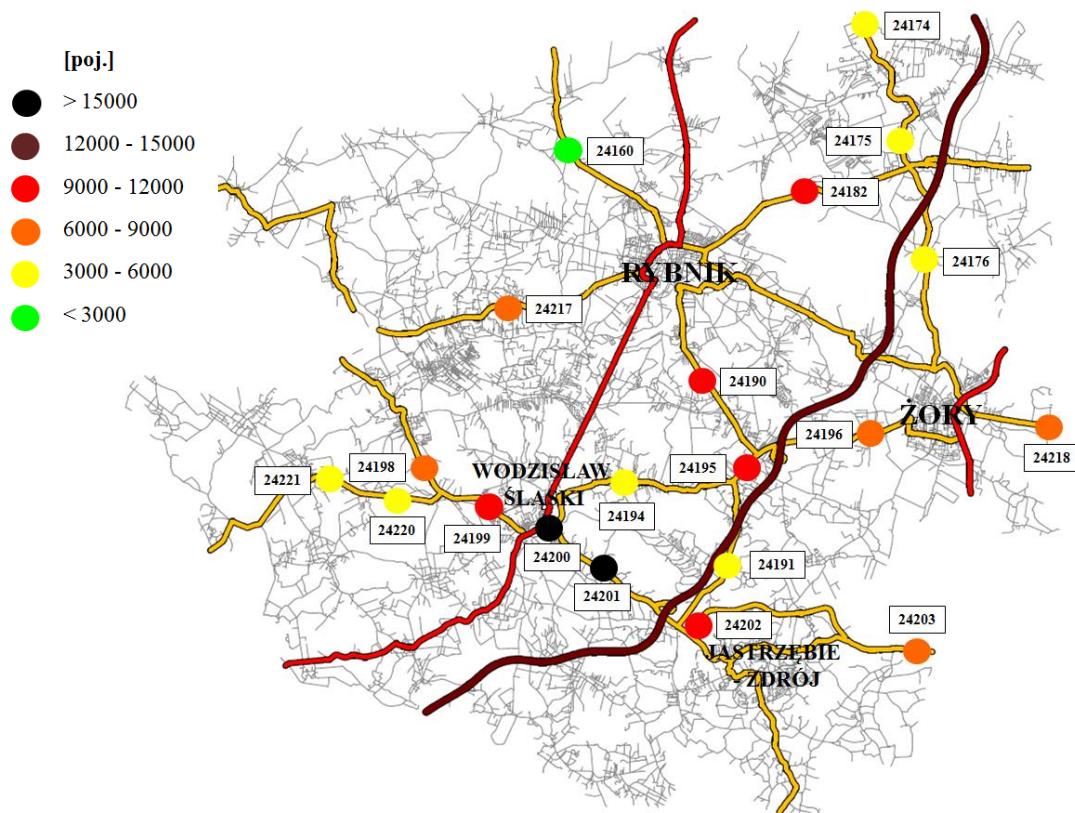 [poj.]
> 15000
12000 - 15000
9000 - 12000
6000 - 9000
3000 - 6000
< 3000
24174
24175
24160
24182
24176
RYBNIK
24217
24190
ŻORY
24196
24218
24195
WODZISŁAW
ŚLĄSKI
24198
24221
24194
24220
24199
24200
24191
24201
24203
24202
JASTRZĘBIE
- ZDRÓJ